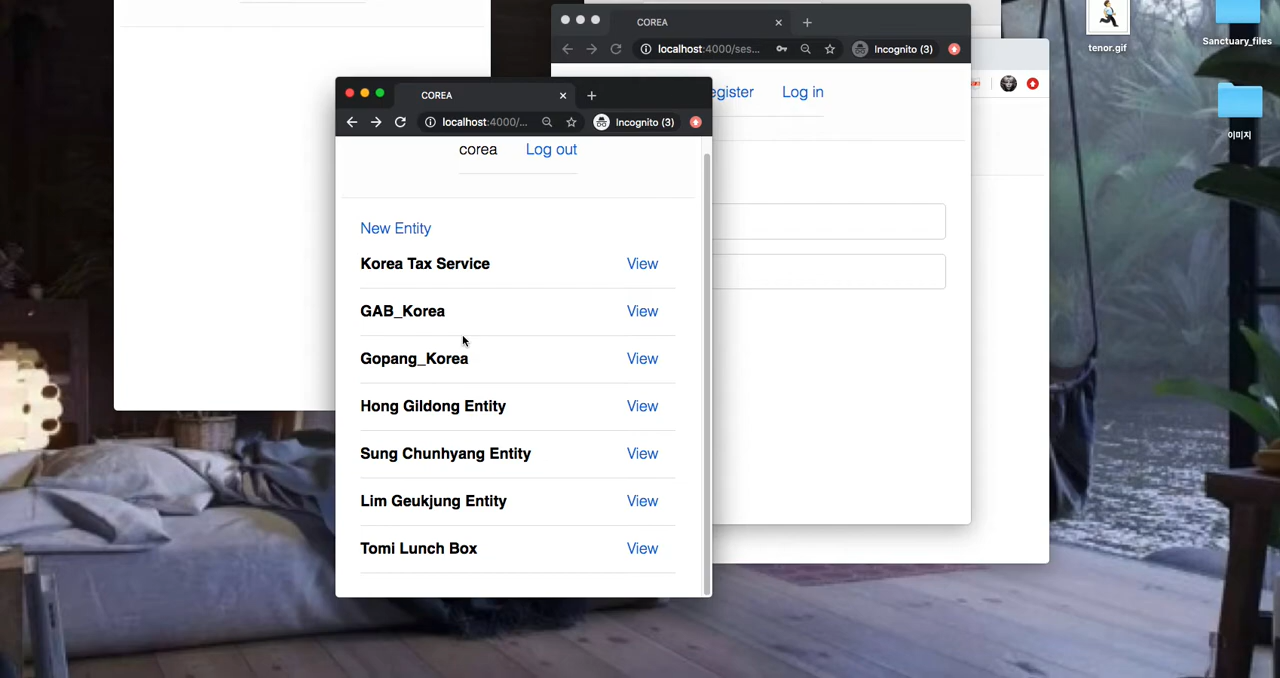 COREA
localhost:4000/ses...
Incognito (3)
egister
Log in
tenor.gif
Sanctuary_files
이미지
COREA
localhost:4000/...
Incognito (3)
corea
Log out
New Entity
Korea Tax Service
View
GAB_Korea
View
Gopang_Korea
View
Hong Gildong Entity
View
Sung Chunhyang Entity
View
Lim Geukjung Entity
View
Tomi Lunch Box
View